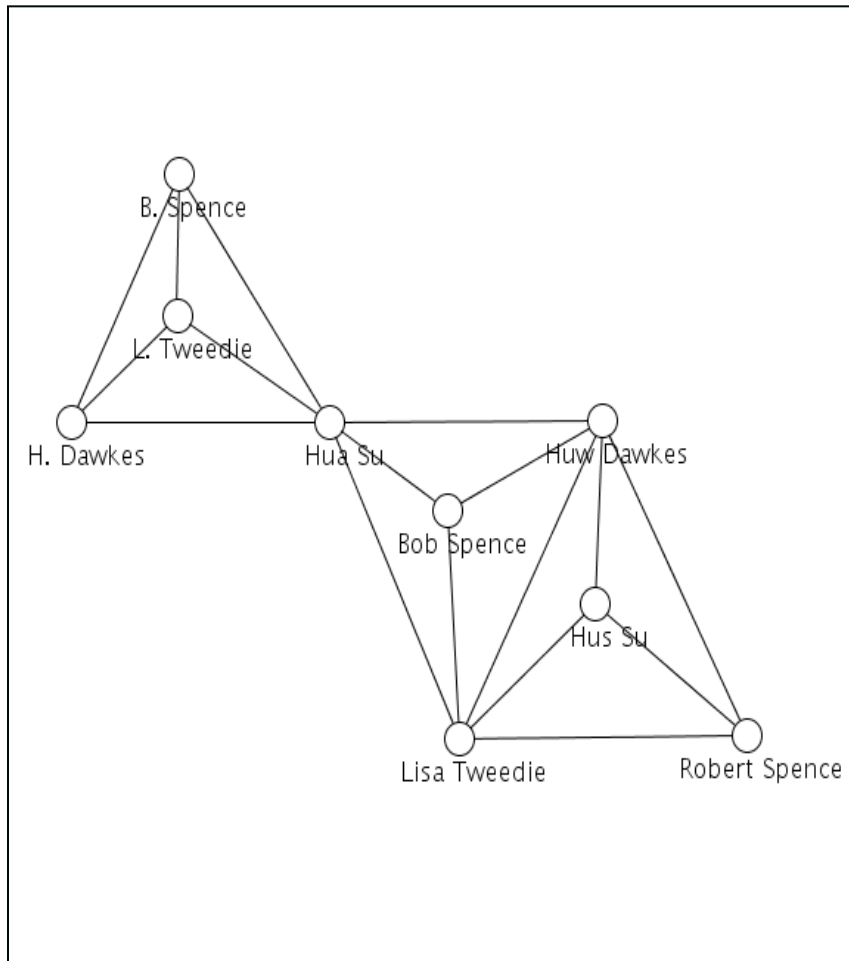 B. Spence
L. Tweedie
H. Dawkes
Hua Su
Huw Dawkes
Bob Spence
Hus Su
Lisa Tweedie
Robert Spence